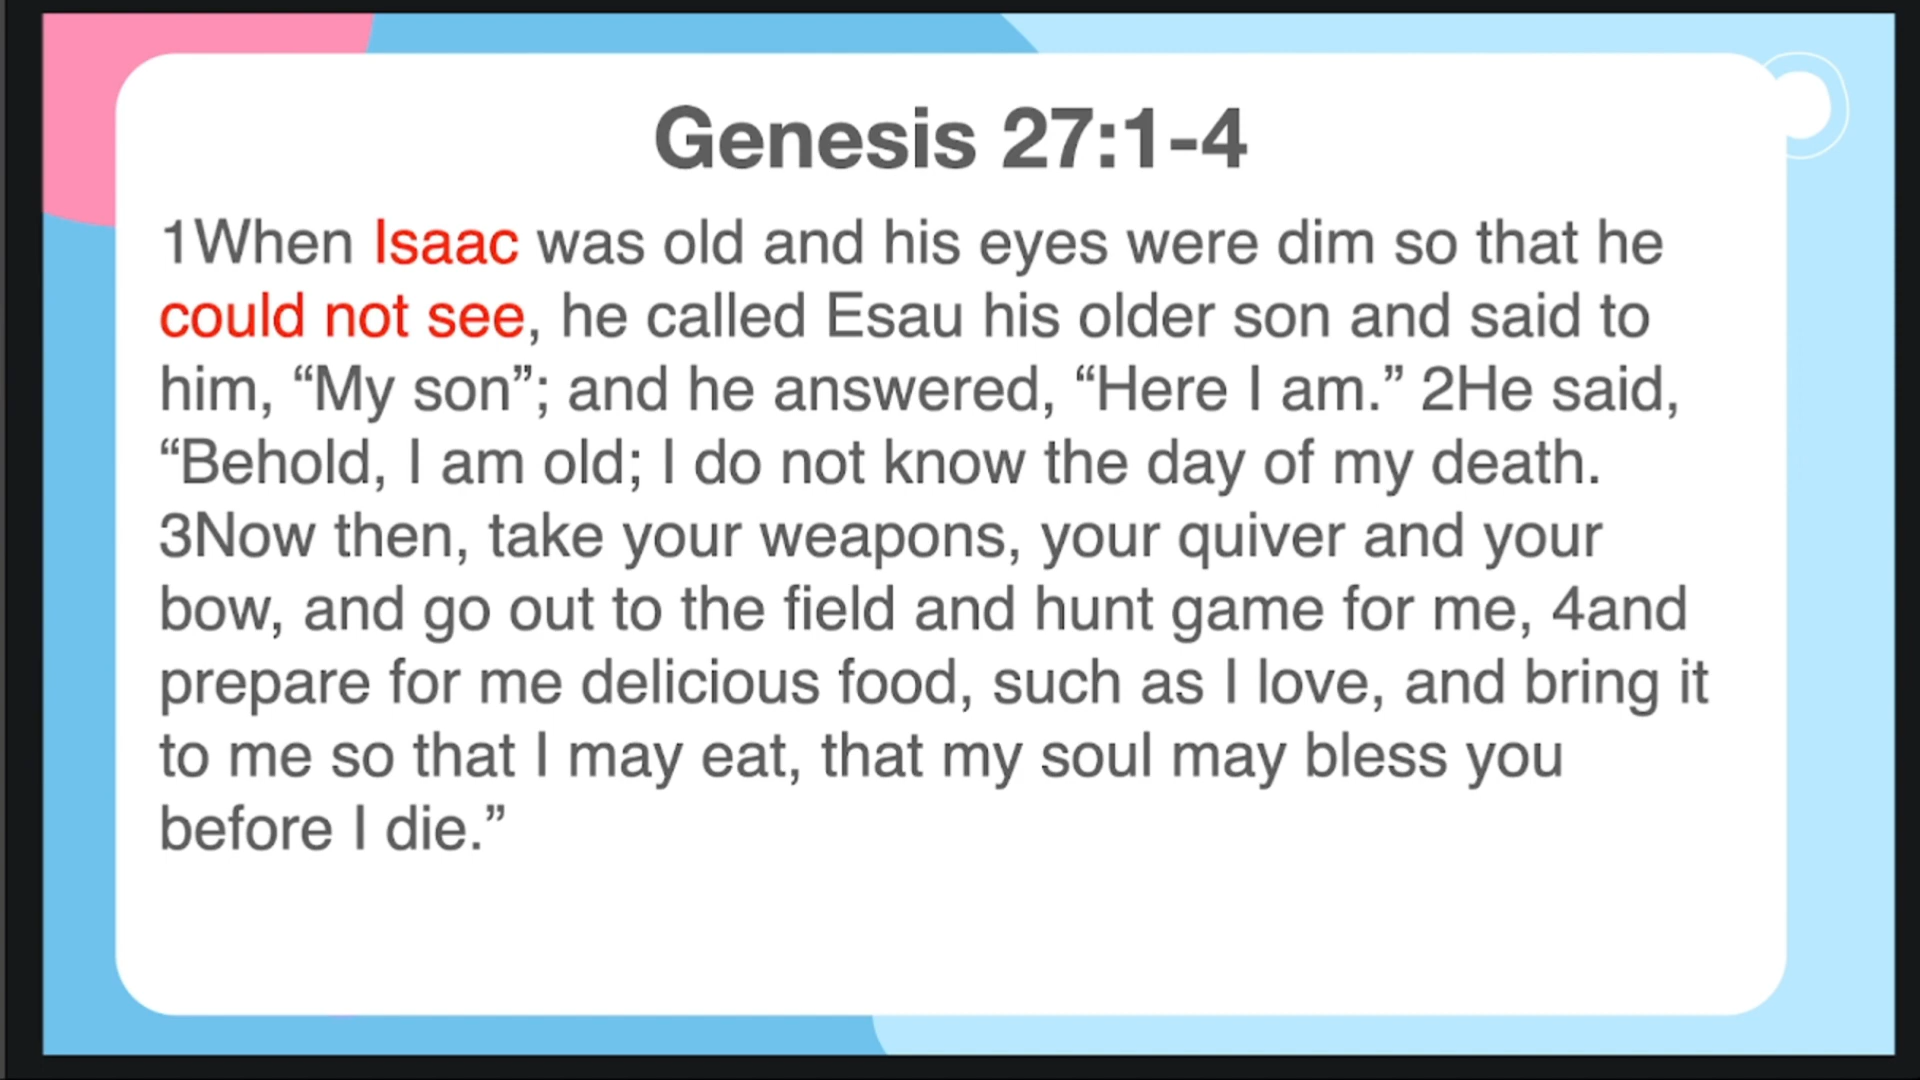 Genesis 27:1-4
1When Isaac was old and his eyes were dim so that he
could not see, he called Esau his older son and said to
him, “My son”; and he answered, “Here I am.” 2He said,
“Behold, I am old; I do not know the day of my death.
3Now then, take your weapons, your quiver and your
bow, and go out to the field and hunt game for me, 4and
prepare for me delicious food, such as I love, and bring it
to me so that I may eat, that my soul may bless you
before I die.”